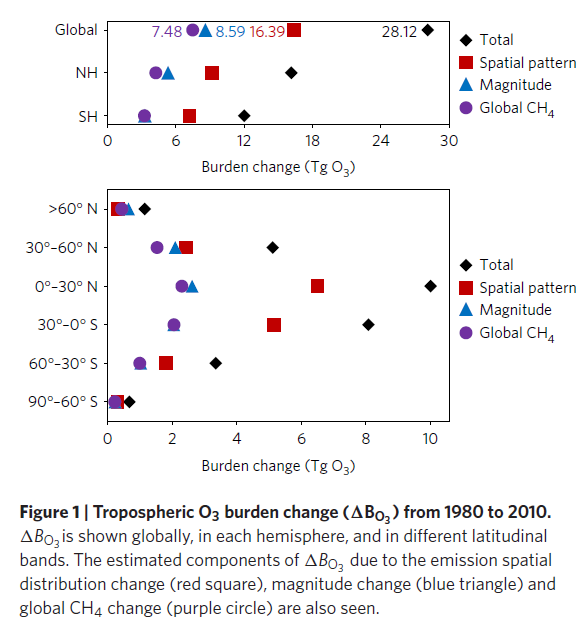 Global 7.48 8.59 16.39 28.12
NH
SH
0 6 12 18 24 30
Burden change (Tg O₃)
Total
Spatial pattern
Magnitude
Global CH₄
>60° N
30°–60° N
0°–30° N
30°–0° S
60°–30° S
90°–60° S
0 2 4 6 8 10
Burden change (Tg O₃)
Total
Spatial pattern
Magnitude
Global CH₄
Figure 1 | Tropospheric O₃ burden change (ΔB_O₃) from 1980 to 2010.
ΔB_O₃ is shown globally, in each hemisphere, and in different latitudinal
bands. The estimated components of ΔB_O₃ due to the emission spatial
distribution change (red square), magnitude change (blue triangle) and
global CH₄ change (purple circle) are also seen.